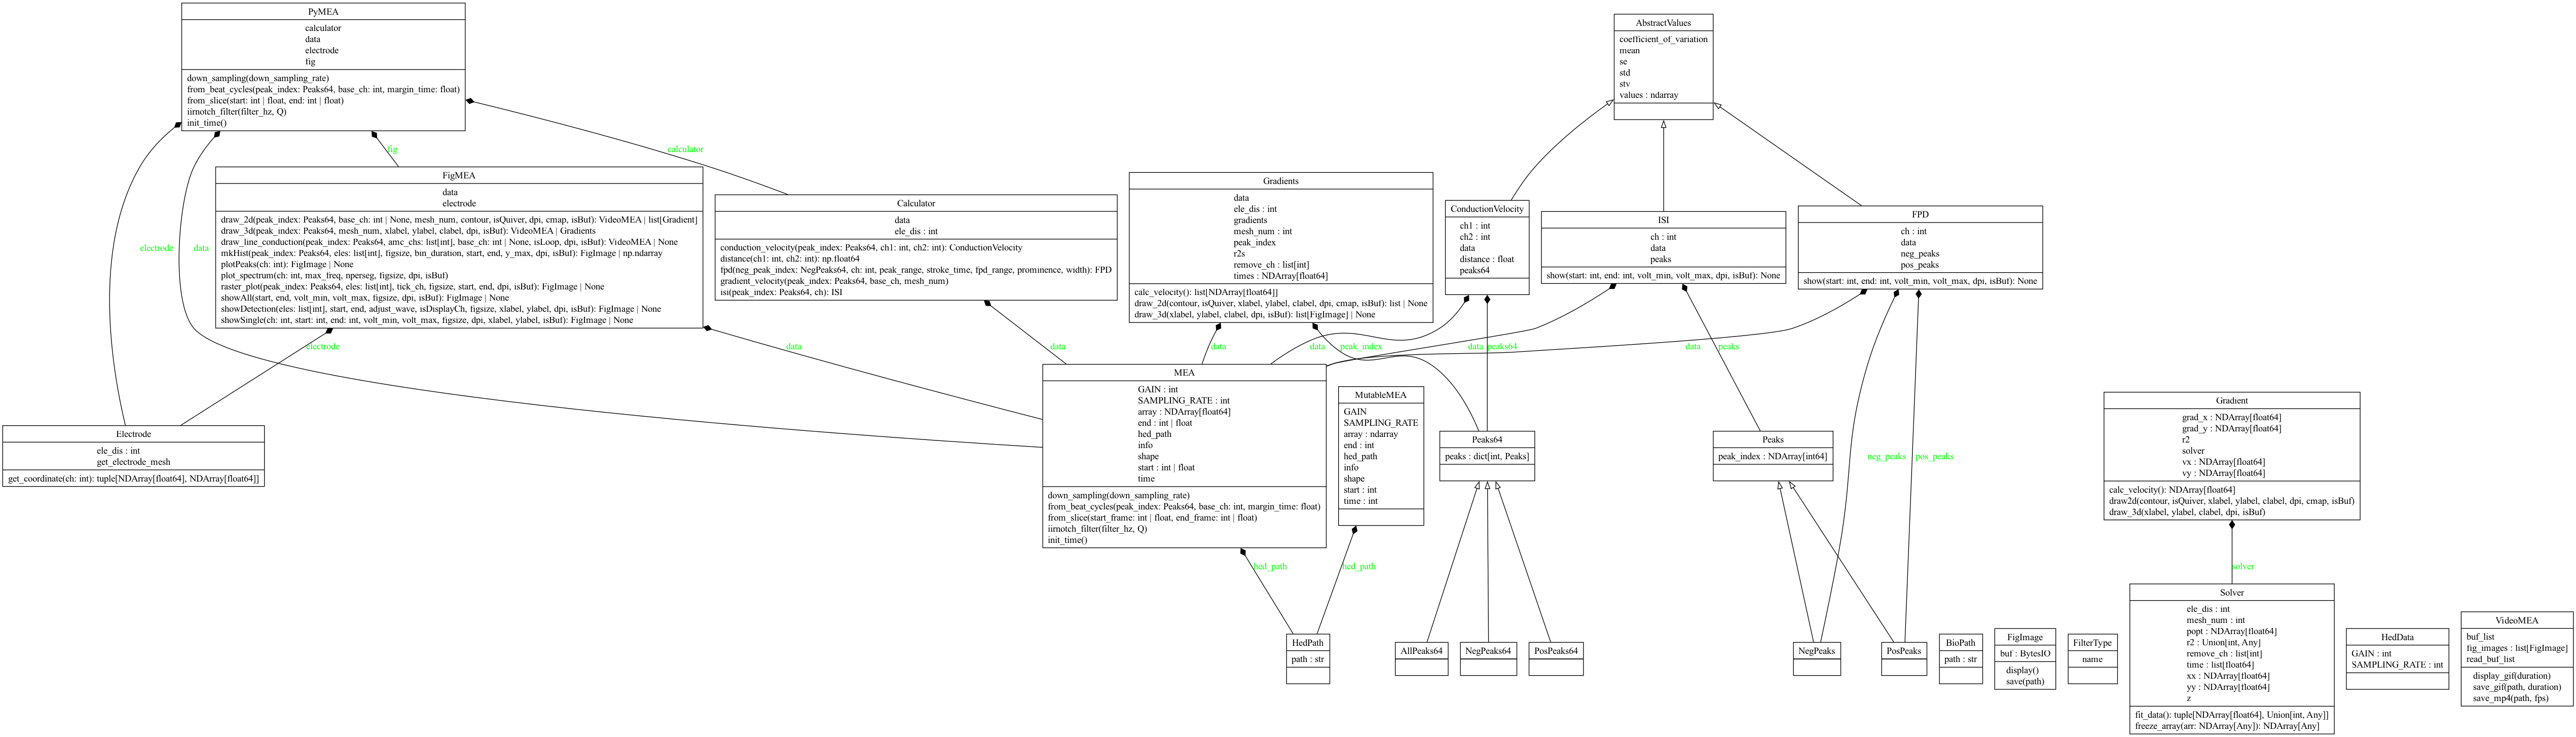 PyMEA
calculator
data
electrode
fig
down_sampling(down_sampling_rate)
from_beat_cycles(peak_index: Peaks64, base_ch: int, margin_time: float)
from_slice(start: int | float, end: int | float)
iirnotch_filter(filter_hz, Q)
init_time()
AbstractValues
coefficient_of_variation
mean
se
std
stv
values : ndarray
fig
calculator
electrode
data
FigMEA
data
electrode
draw_2d(peak_index: Peaks64, base_ch: int | None, mesh_num, contour, isQuiver, dpi, cmap, isBuf): VideoMEA | list[Gradient]
draw_3d(peak_index: Peaks64, mesh_num, xlabel, ylabel, clabel, dpi, isBuf): VideoMEA | Gradients
draw_line_conduction(peak_index: Peaks64, amc_chs: list[int], base_ch: int | None, isLoop, dpi, isBuf): VideoMEA | None
mkHist(peak_index: Peaks64, eles: list[int], figsize, bin_duration, start, end, y_max, dpi, isBuf): FigImage | np.ndarray
plotPeaks(ch: int): FigImage | None
plot_spectrum(ch: int, max_freq, nperseg, figsize, dpi, isBuf)
raster_plot(peak_index: Peaks64, eles: list[int], tick_ch, figsize, start, end, dpi, isBuf): FigImage | None
showAll(start, end, volt_min, volt_max, figsize, dpi, isBuf): FigImage | None
showDetection(eles: list[int], start, end, adjust_wave, isDisplayCh, figsize, xlabel, ylabel, dpi, isBuf): FigImage | None
showSingle(ch: int, start: int, end: int, volt_min, volt_max, figsize, dpi, xlabel, ylabel, isBuf): FigImage | None
Calculator
data
ele_dis : int
conduction_velocity(peak_index: Peaks64, ch1: int, ch2: int): ConductionVelocity
distance(ch1: int, ch2: int): np.float64
fpd(neg_peak_index: NegPeaks64, ch: int, peak_range, stroke_time, fpd_range, prominence, width): FPD
gradient_velocity(peak_index: Peaks64, base_ch, mesh_num)
isi(peak_index: Peaks64, ch): ISI
Gradients
data
ele_dis : int
gradients
mesh_num : int
peak_index
r2s
remove_ch : list[int]
times : NDArray[float64]
calc_velocity(): list[NDArray[float64]]
draw_2d(contour, isQuiver, xlabel, ylabel, clabel, dpi, cmap, isBuf): list | None
draw_3d(xlabel, ylabel, clabel, dpi, isBuf): list[FigImage] | None
ConductionVelocity
ch1 : int
ch2 : int
data
distance : float
peaks64
ISI
ch : int
data
peaks
show(start: int, end: int, volt_min, volt_max, dpi, isBuf): None
FPD
ch : int
data
neg_peaks
pos_peaks
show(start: int, end: int, volt_min, volt_max, dpi, isBuf): None
electrode
data
data
data
peak_index
data
data
peaks64
data
peaks
neg_peaks
pos_peaks
Electrode
ele_dis : int
get_electrode_mesh
get_coordinate(ch: int): tuple[NDArray[float64], NDArray[float64]]
MEA
GAIN : int
SAMPLING_RATE : int
array : NDArray[float64]
end : int | float
hed_path
info
shape
start : int | float
time
down_sampling(down_sampling_rate)
from_beat_cycles(peak_index: Peaks64, base_ch: int, margin_time: float)
from_slice(start_frame: int | float, end_frame: int | float)
iirnotch_filter(filter_hz, Q)
init_time()
MutableMEA
GAIN
SAMPLING_RATE
array : ndarray
end : int
hed_path
info
shape
start : int
time : int
Peaks64
peaks : dict[int, Peaks]
Peaks
peak_index : NDArray[int64]
Gradient
grad_x : NDArray[float64]
grad_y : NDArray[float64]
r2
solver
vx : NDArray[float64]
vy : NDArray[float64]
calc_velocity(): NDArray[float64]
draw2d(contour, isQuiver, xlabel, ylabel, clabel, dpi, cmap, isBuf)
draw_3d(xlabel, ylabel, clabel, dpi, isBuf)
hed_path
hed_path
solver
HedPath
path : str
AllPeaks64
NegPeaks64
PosPeaks64
NegPeaks
PosPeaks
BioPath
path : str
FigImage
buf : BytesIO
display()
save(path)
FilterType
name
Solver
ele_dis : int
mesh_num : int
popt : NDArray[float64]
r2 : Union[int, Any]
remove_ch : list[int]
time : list[float64]
xx : NDArray[float64]
yy : NDArray[float64]
z
fit_data(): tuple[NDArray[float64], Union[int, Any]]
freeze_array(arr: NDArray[Any]): NDArray[Any]
HedData
GAIN : int
SAMPLING_RATE : int
VideoMEA
buf_list
fig_images : list[FigImage]
read_buf_list
display_gif(duration)
save_gif(path, duration)
save_mp4(path, fps)